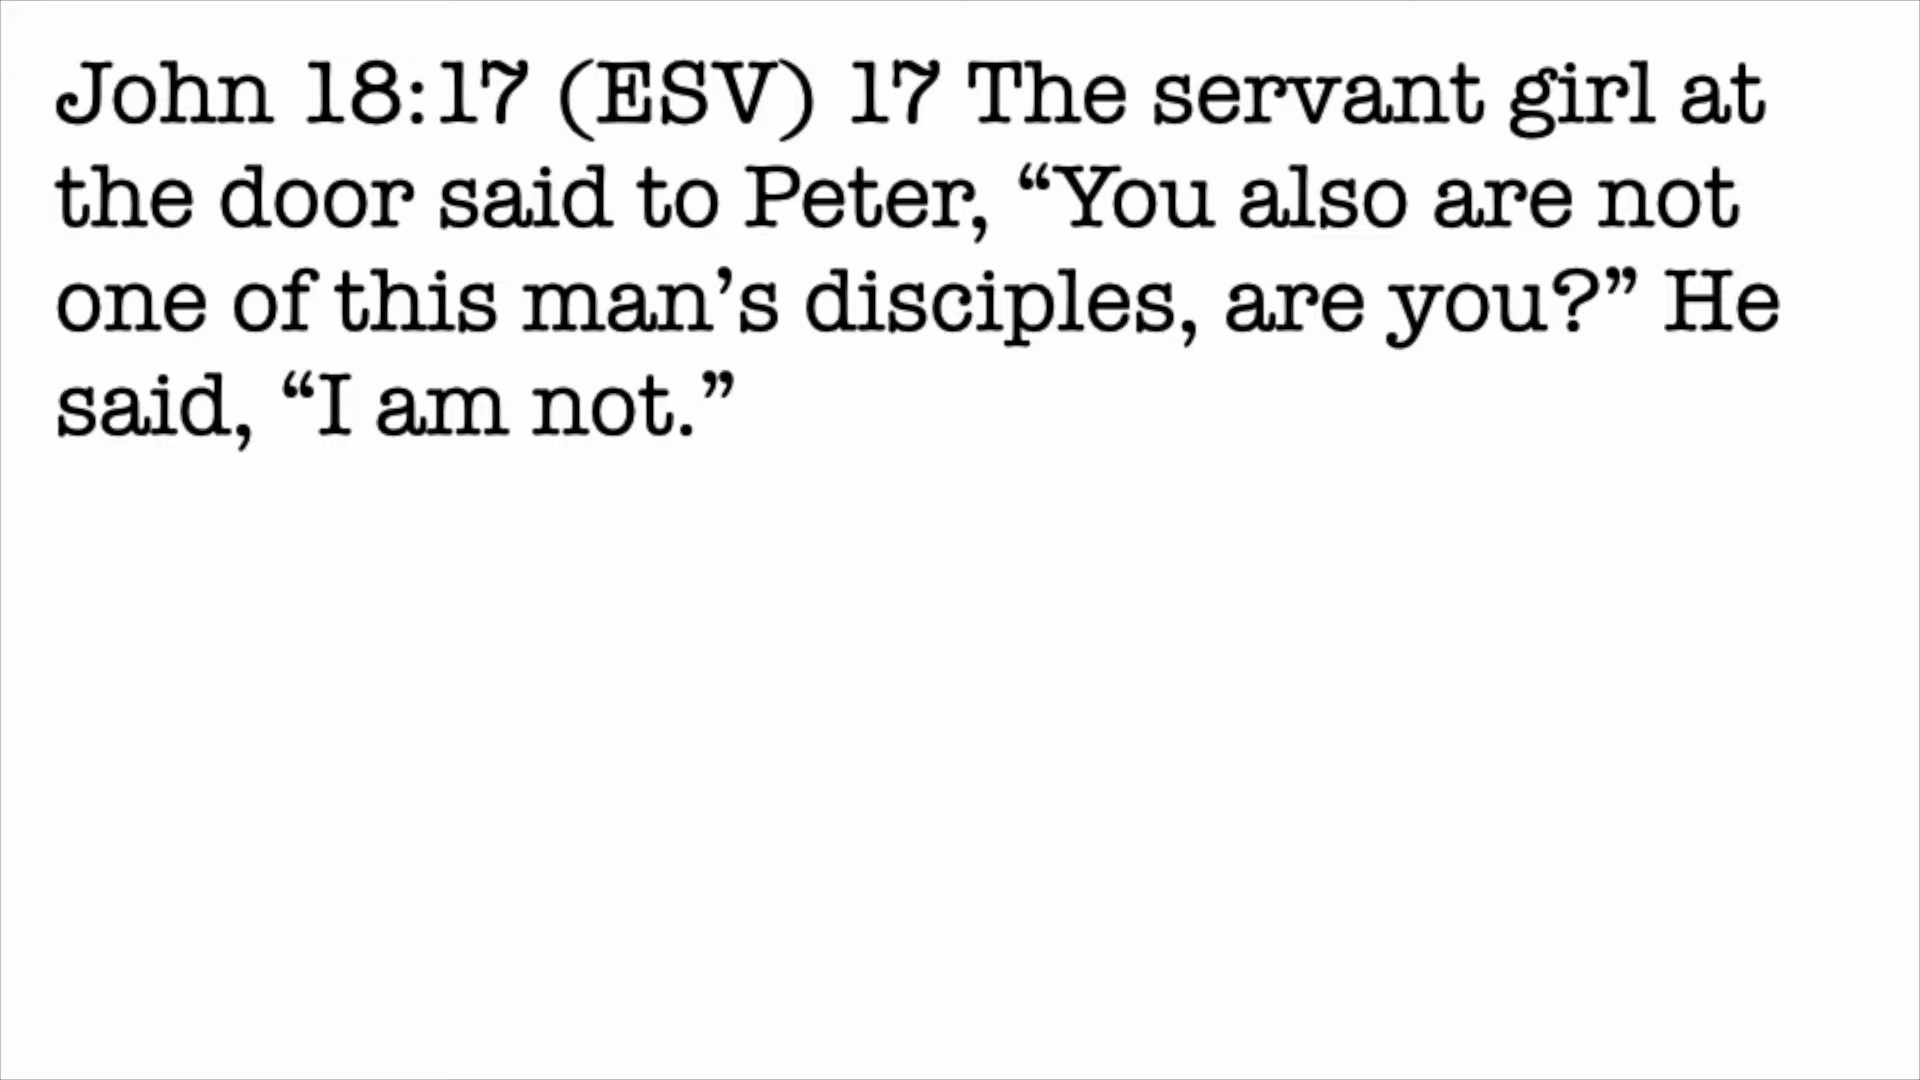 John 18:17 (ESV) 17 The servant girl at
the door said to Peter, “You also are not
one of this man’s disciples, are you?” He
said, “I am not.”